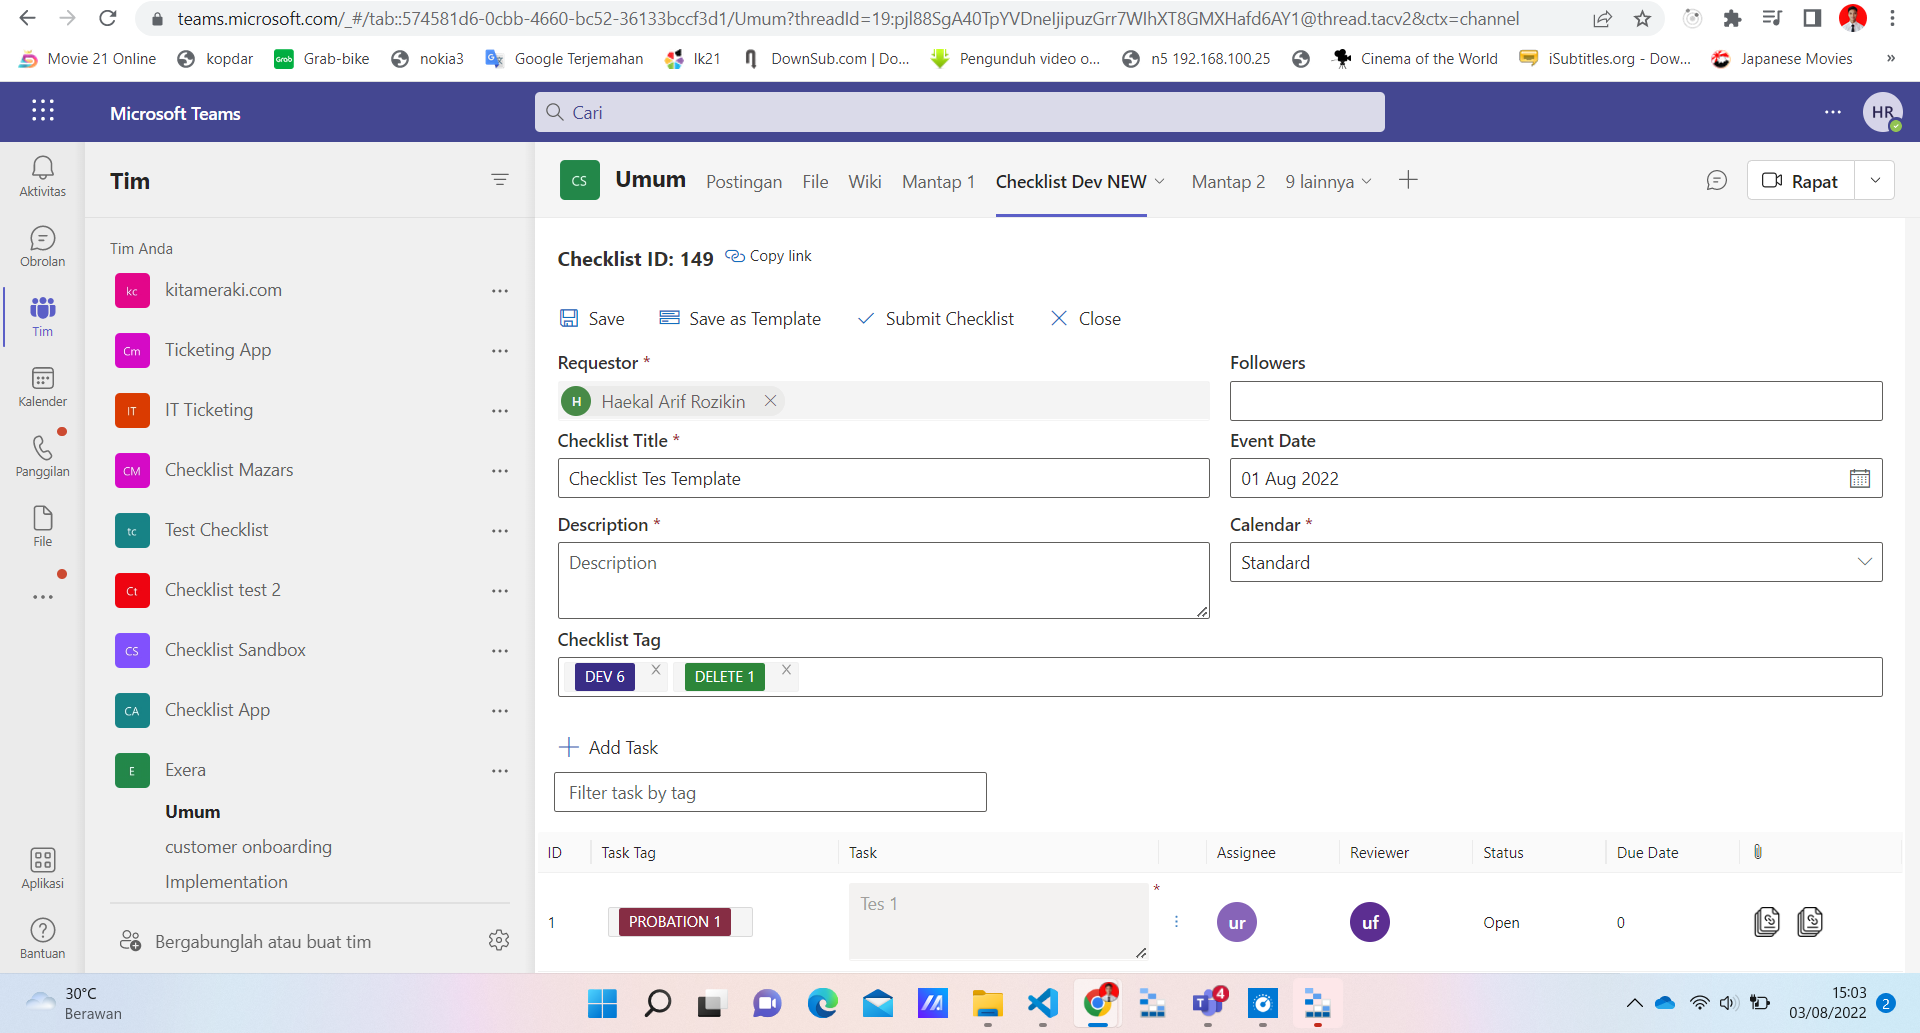 teams.microsoft.com/_#/tab::574581d6-0cbb-4660-bc52-36133bccf3d1/Umum?threadId=19:pjl88SgA40TpYVDneljipuzGrr7WIhXT8GMXHafd6AY1@thread.tacv2&ctx=channel
Movie 21 Online kopdar Grab Grab-bike nokia3 Google Terjemahan lk21 DownSub.com | Do... Pengunduh video o... n5 192.168.100.25 Cinema of the World iSubtitles.org - Dow... Japanese Movies »
Microsoft Teams
Cari
HR
Aktivitas
Obrolan
Tim
Kalender
Panggilan
File
Aplikasi
Bantuan
Tim
Tim Anda
kc kitameraki.com
Cm Ticketing App
IT IT Ticketing
CM Checklist Mazars
tc Test Checklist
Ct Checklist test 2
CS Checklist Sandbox
CA Checklist App
E Exera
Umum
customer onboarding
Implementation
Bergabunglah atau buat tim
CS Umum Postingan File Wiki Mantap 1 Checklist Dev NEW Mantap 2 9 lainnya Rapat
Checklist ID: 149 Copy link
Save Save as Template Submit Checklist Close
Requestor *
H Haekal Arif Rozikin
Followers
Checklist Title *
Checklist Tes Template
Event Date
01 Aug 2022
Description *
Description
Calendar *
Standard
Checklist Tag
DEV 6 DELETE 1
Add Task
Filter task by tag
ID Task Tag Task Assignee Reviewer Status Due Date
1 PROBATION 1 Tes 1 * ur uf Open 0
30°C
Berawan
4
15:03
03/08/2022
2